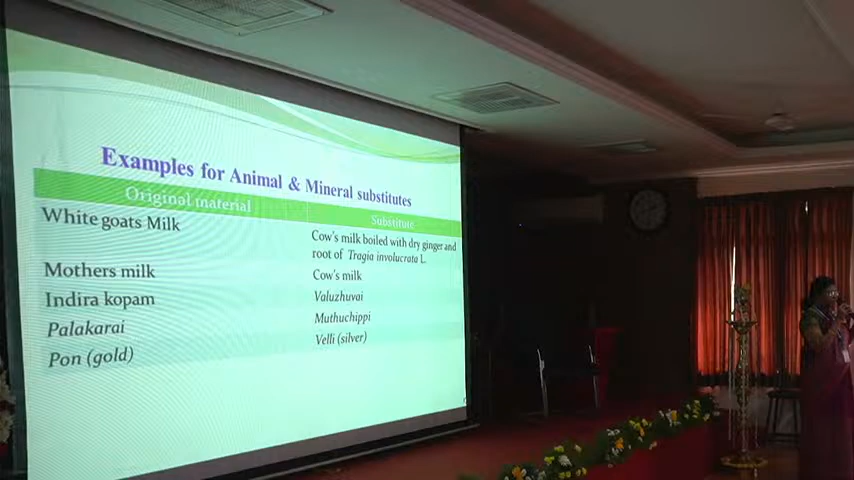 Examples for Animal & Mineral substitutes
Original material
Substitute
White goats Milk
Cow's milk boiled with dry ginger and
root of Tragia involucrata L.
Mothers milk
Cow's milk
Indira kopam
Valuzhuvai
Palakarai
Muthuchippi
Pon (gold)
Velli (silver)